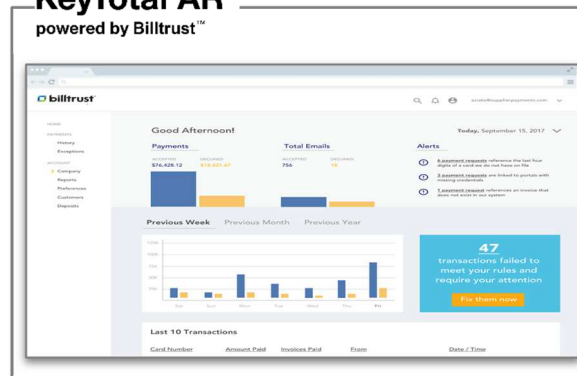 KeyTotal AR
powered by Billtrust™
billtrust
HOME
Good Afternoon!
Today, September 15, 2017
PAYMENTS
History
Exceptions
ACCOUNT
Company
Reports
Preferences
Customers
Deposits
Payments
Total Emails
Alerts
ACCEPTED DECLINED
$76,428.12
ACCEPTED DECLINED
756
6 payment requests reference the last four
digits of a card we do not have on file
3 payment requests are linked to portals with
missing credentials
1 payment request references an invoice that
does not exist in our system
Previous Week Previous Month Previous Year
Sat Sun Mon Tue Wed Thu Fri
47
transactions failed to
meet your rules and
require your attention
Fix them now
Last 10 Transactions
Card Number Amount Paid Invoices Paid From Date / Time